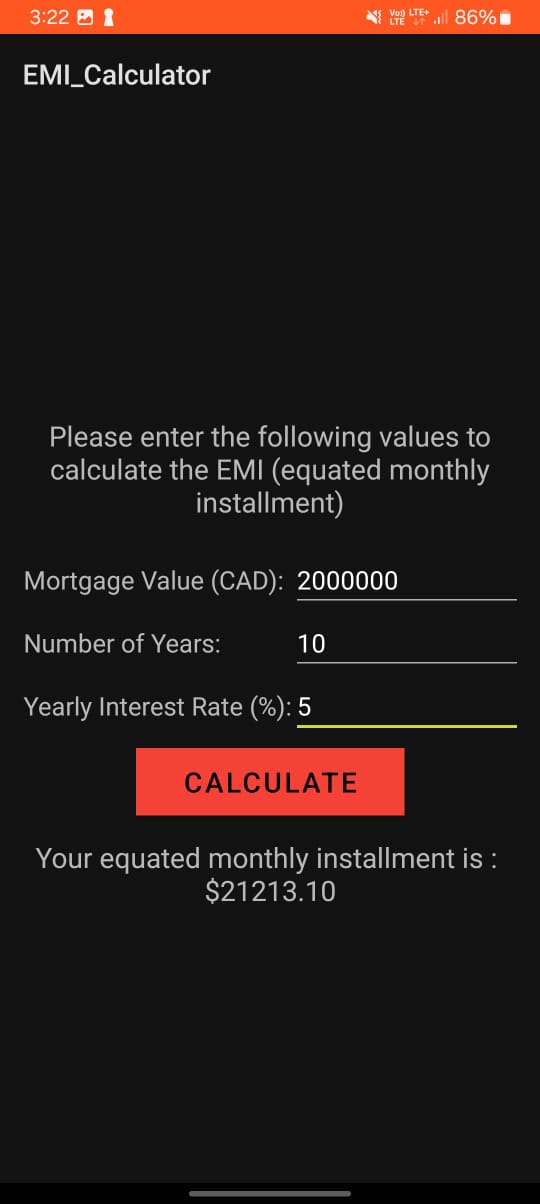 3:22 Vo)) LTE LTE+ 86%
EMI_Calculator
Please enter the following values to
calculate the EMI (equated monthly
installment)
Mortgage Value (CAD): 2000000
Number of Years: 10
Yearly Interest Rate (%): 5
CALCULATE
Your equated monthly installment is :
$21213.10